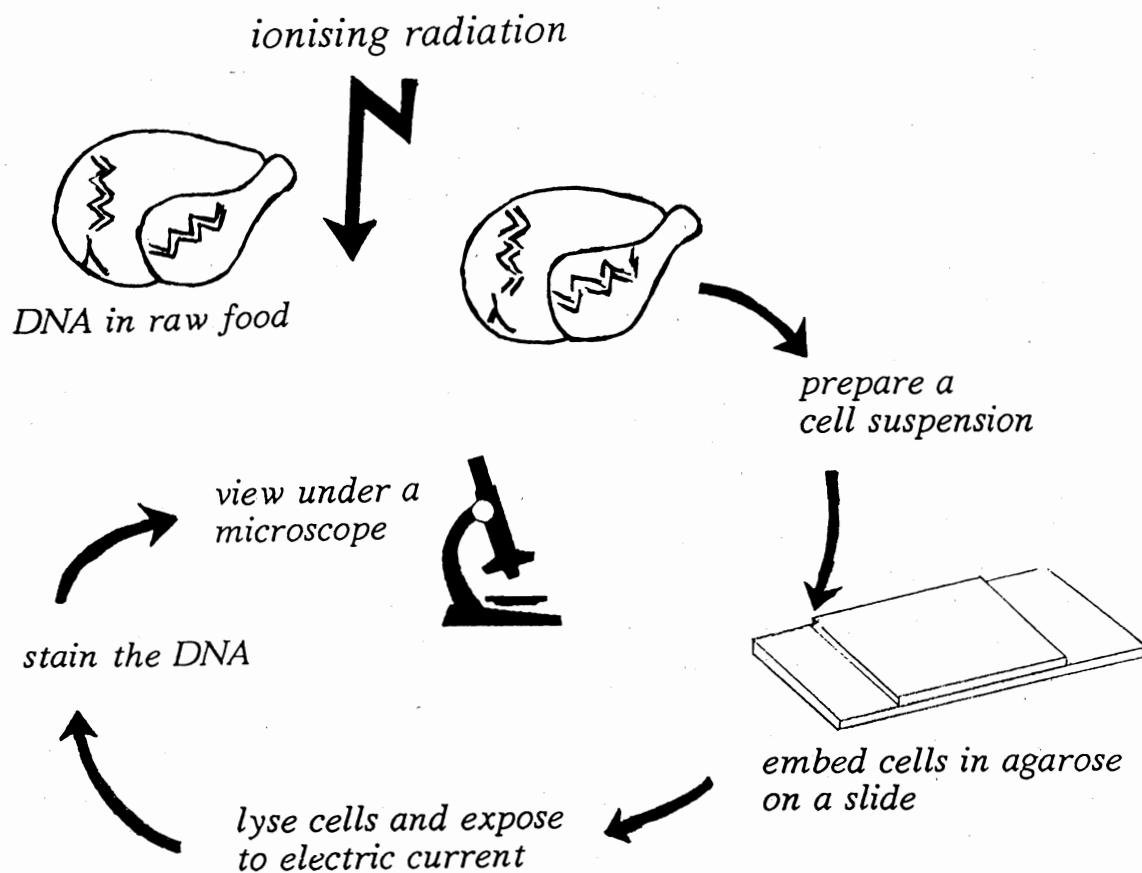 ionising radiation
DNA in raw food
prepare a
cell suspension
embed cells in agarose
on a slide
lyse cells and expose
to electric current
stain the DNA
view under a
microscope